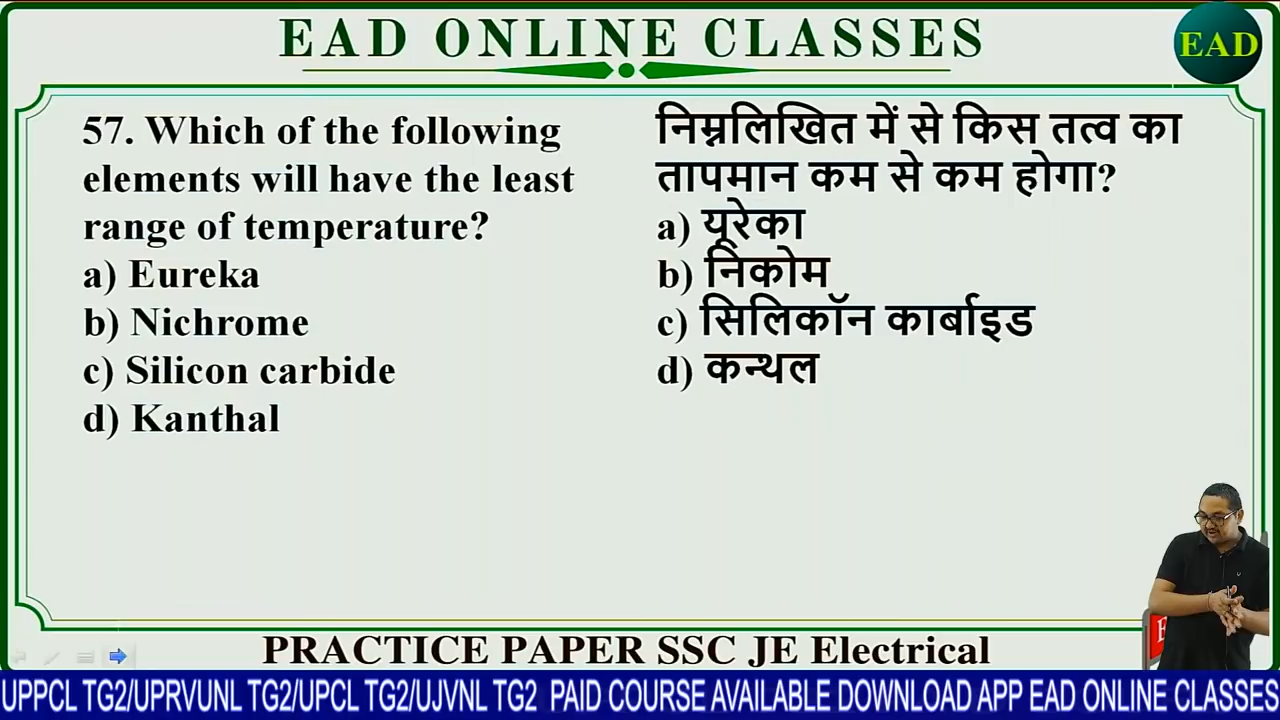 EAD ONLINE CLASSES
EAD
57. Which of the following
elements will have the least
range of temperature?
a) Eureka
b) Nichrome
c) Silicon carbide
d) Kanthal
निम्नलिखित में से किस तत्व का
तापमान कम से कम होगा?
a) यूरेका
b) निकोम
c) सिलिकॉन कार्बाइड
d) कन्थल
PRACTICE PAPER SSC JE Electrical
UPPCL TG2/UPRVUNL TG2/UPCL TG2/UJVNL TG2 PAID COURSE AVAILABLE DOWNLOAD APP EAD ONLINE CLASSES